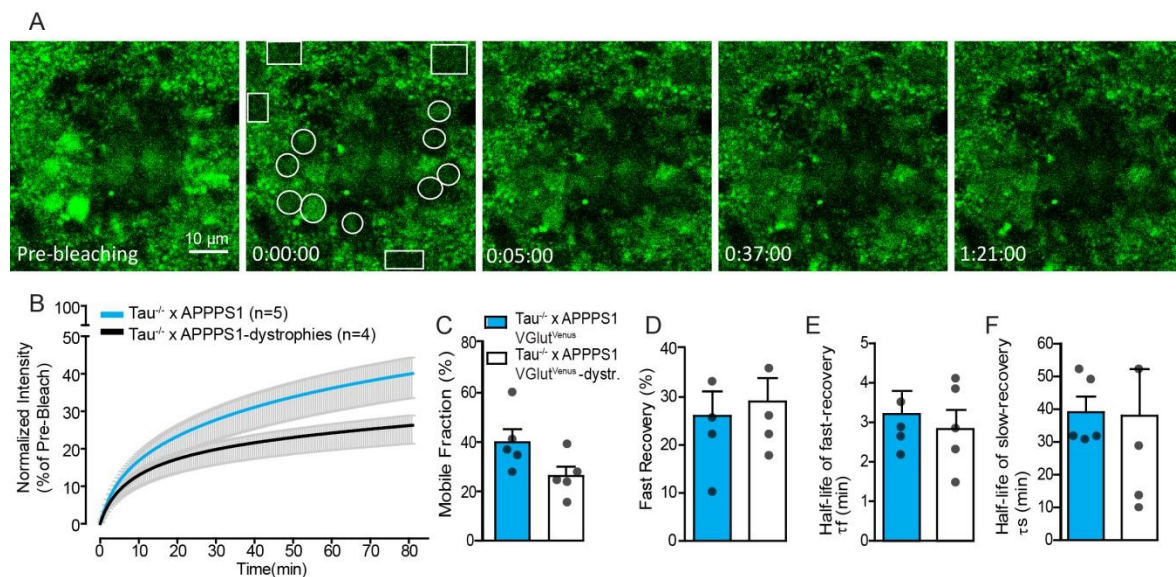 A
Pre-bleaching
10 µm
0:00:00
0:05:00
0:37:00
1:21:00
B
Normalized Intensity
(% of Pre-Bleach)
100
50
40
30
20
10
0
Tau-/- x APPPS1 (n=5)
Tau-/- x APPPS1-dystrophies (n=4)
0 10 20 30 40 50 60 70 80
Time(min)
C
Tau-/- x APPPS1
VGlutVenus
Tau-/- x APPPS1
VGlutVenus -dystr.
Mobile Fraction (%)
80
60
40
20
0
D
Fast Recovery (%)
40
30
20
10
0
E
Half-life of fast-recovery
τf (min)
5
4
3
2
1
0
F
Half-life of slow-recovery
τs (min)
60
50
40
30
20
10
0